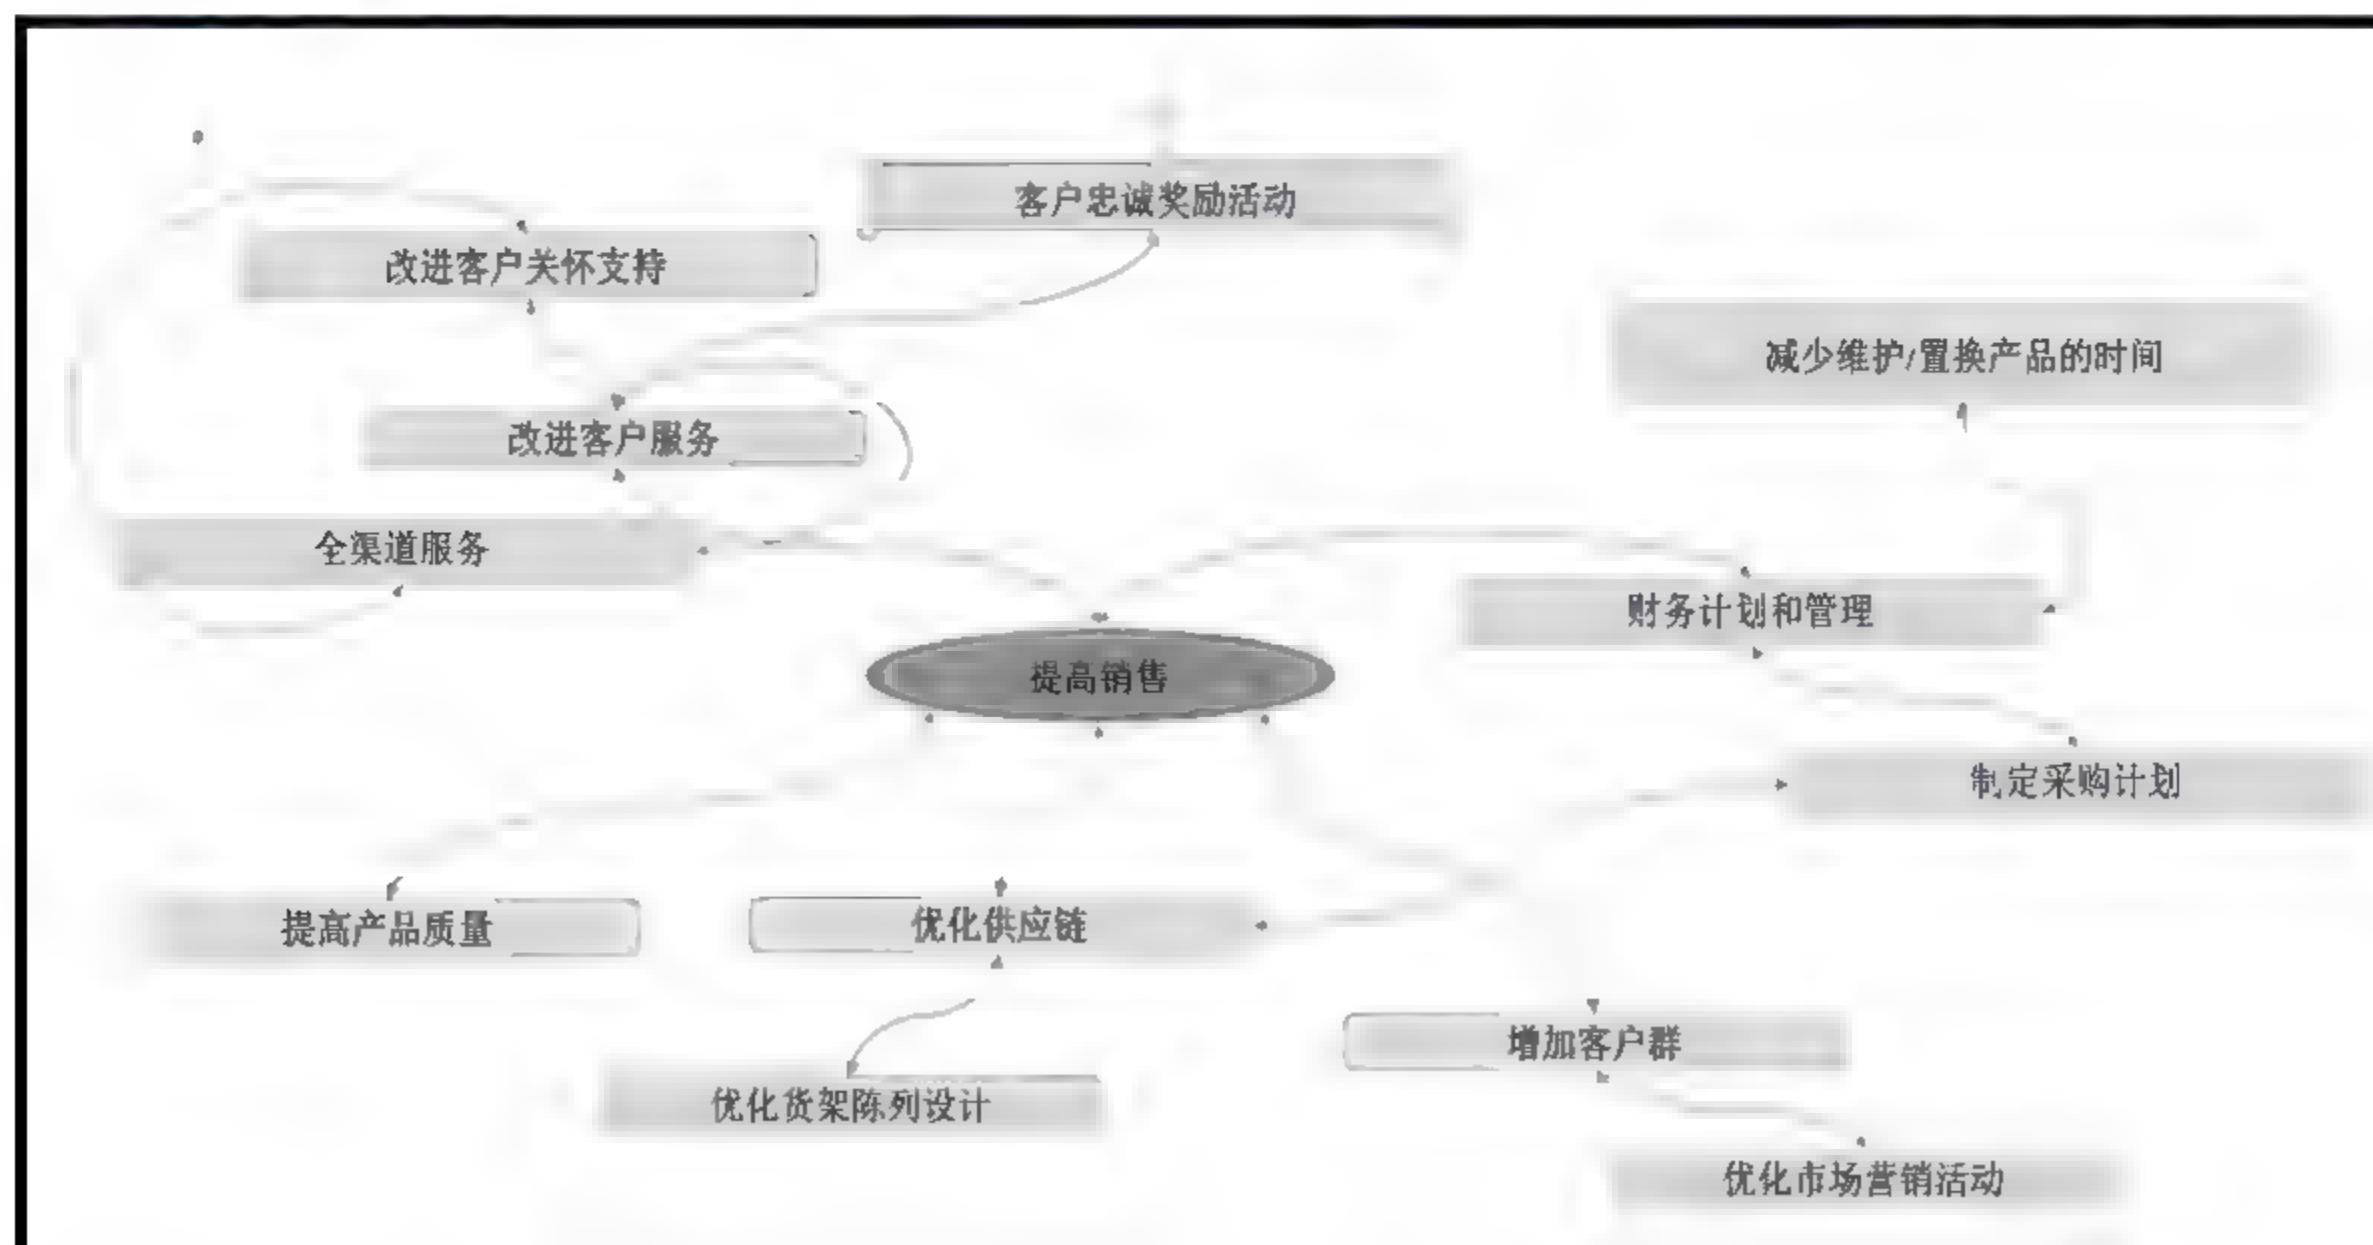 客户忠诚奖励活动
改进客户关怀支持
减少维护/置换产品的时间
改进客户服务
全渠道服务
财务计划和管理
提高销售
制定采购计划
提高产品质量
优化供应链
增加客户群
优化货架陈列设计
优化市场营销活动